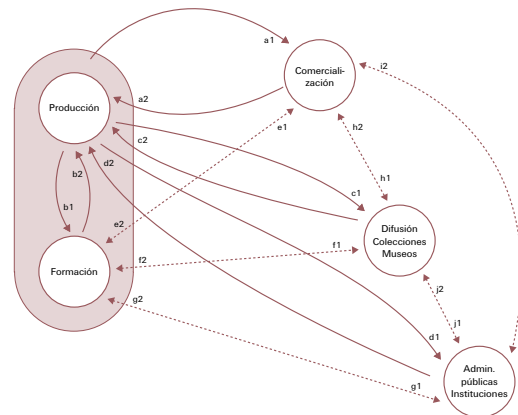 a1
i2
Comerciali-
zación
Producción
a2
e1
h2
c2
b2
d2
h1
c1
b1
e2
Difusión
Colecciones
Museos
f1
f2
Formación
g2
j2
j1
d1
Admin.
públicas
Instituciones
g1